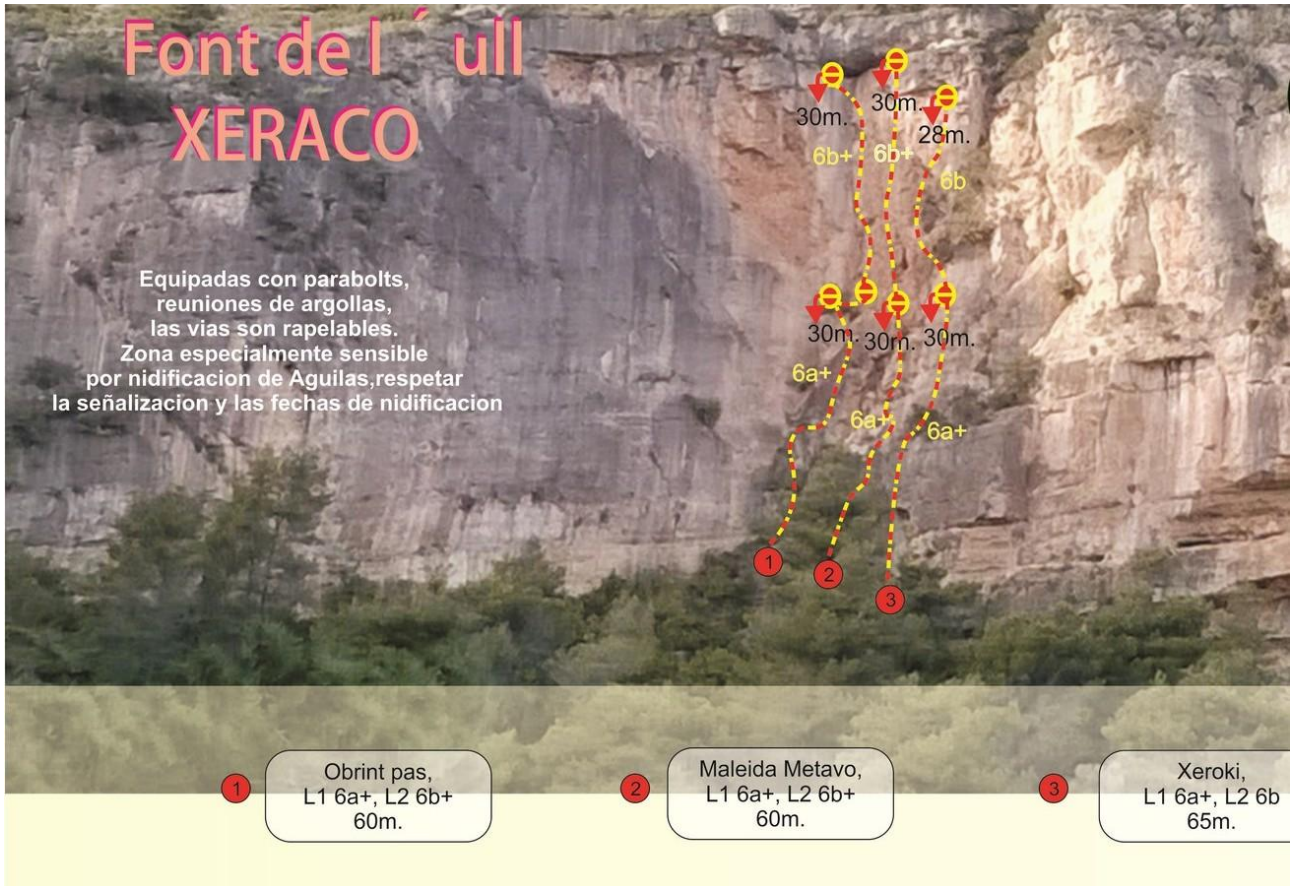 Font de l ´ ull
XERACO
Equipadas con parabolts,
reuniones de argollas,
las vias son rapelables.
Zona especialmente sensible
por nidificacion de Aguilas,respetar
la señalizacion y las fechas de nidificacion
30m.
30m.
28m.
6b+
6b+
6b
30m.
30m.
30m.
6a+
6a+
6a+
1
2
3
1
Obrint pas,
L1 6a+, L2 6b+
60m.
2
Maleida Metavo,
L1 6a+, L2 6b+
60m.
3
Xeroki,
L1 6a+, L2 6b
65m.